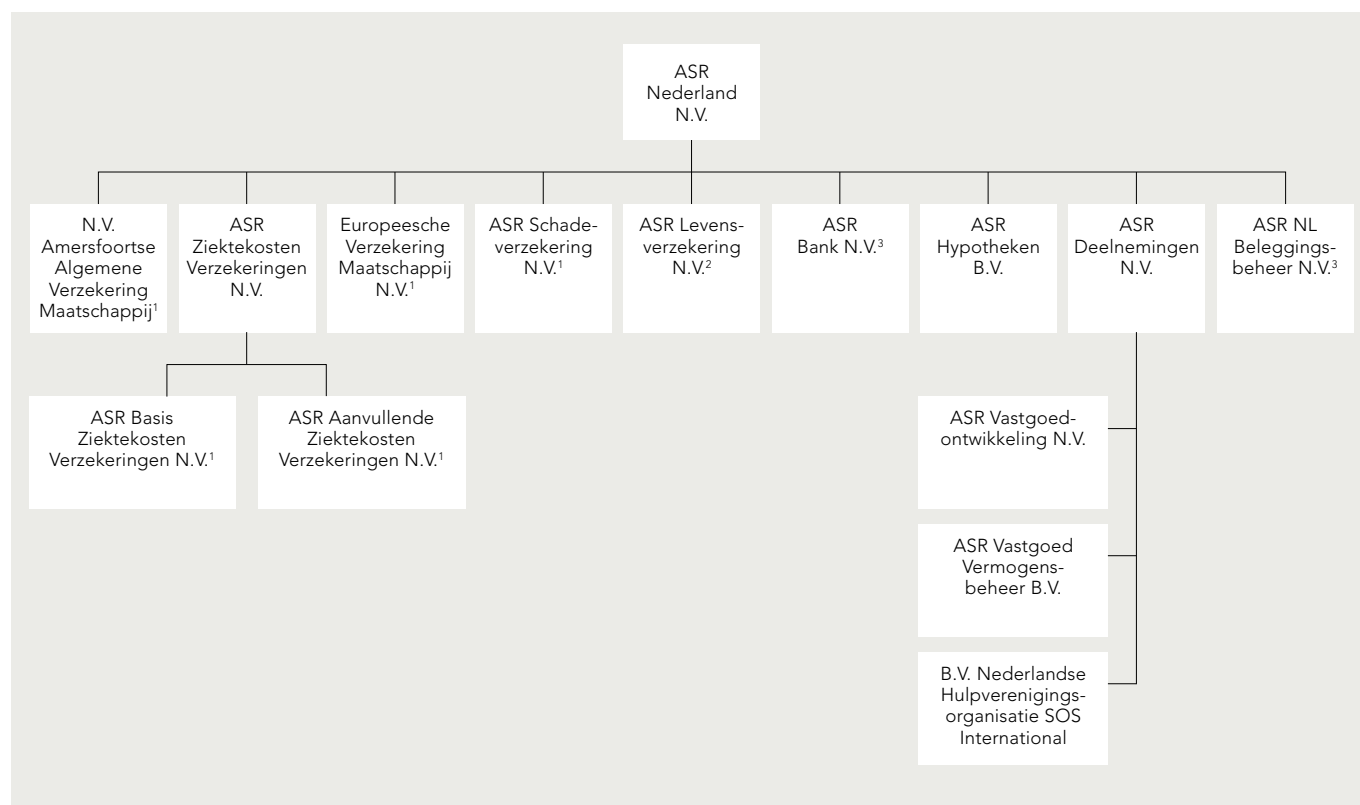 ASR
Nederland
N.V.
N.V.
Amersfoortse
Algemene
Verzekering
Maatschappij¹
ASR
Ziektekosten
Verzekeringen
N.V.
Europeesche
Verzekering
Maatschappij
N.V.¹
ASR Schade-
verzekering
N.V.¹
ASR Levens-
verzekering
N.V.²
ASR
Bank N.V.³
ASR
Hypotheken
B.V.
ASR
Deelnemingen
N.V.
ASR NL
Beleggings-
beheer N.V.³
ASR Basis
Ziektekosten
Verzekeringen N.V.¹
ASR Aanvullende
Ziektekosten
Verzekeringen N.V.¹
ASR Vastgoed-
ontwikkeling N.V.
ASR Vastgoed
Vermogens-
beheer B.V.
B.V. Nederlandse
Hulpverenigings-
organisatie SOS
International